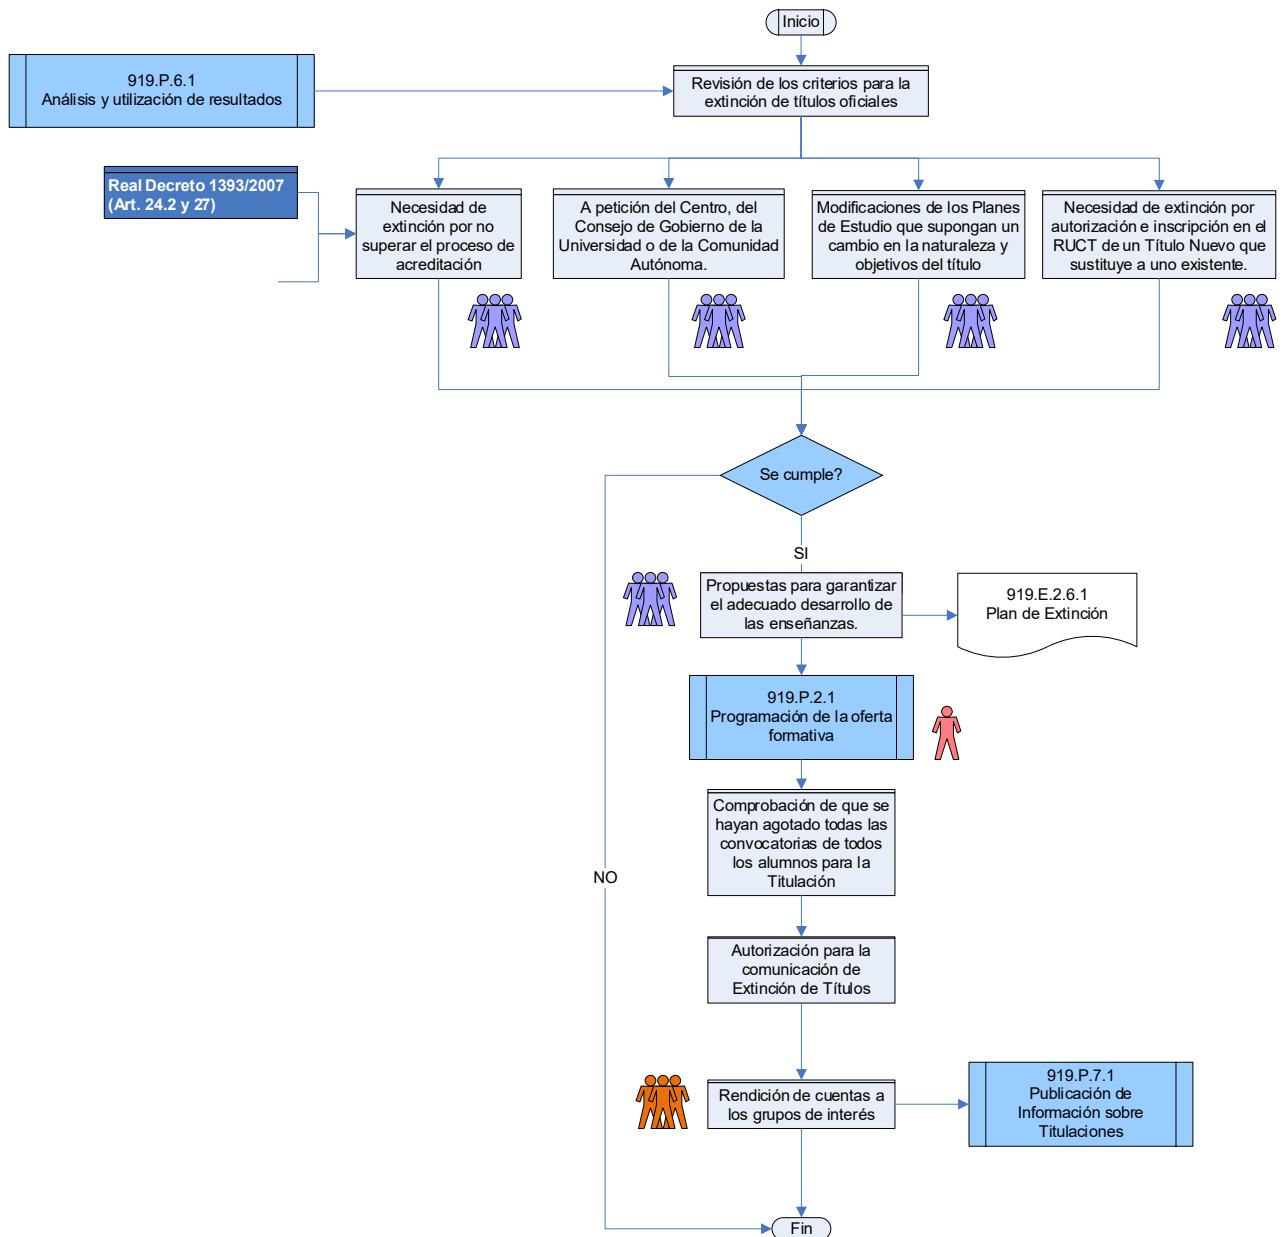 Inicio
919.P.6.1
Análisis y utilización de resultados
Revisión de los criterios para la
extinción de títulos oficiales
Real Decreto 1393/2007
(Art. 24.2 y 27)
Necesidad de
extinción por no
superar el proceso de
acreditación
A petición del Centro, del
Consejo de Gobierno de
la Universidad o de la
Comunidad Autónoma.
Modificaciones de los Planes
de Estudio que supongan un
cambio en la naturaleza y
objetivos del título
Necesidad de extinción por
autorización e inscripción en el
RUCT de un Título Nuevo que
sustituye a uno existente.
Se cumple?
SI
Propuestas para garantizar
el adecuado desarrollo de
las enseñanzas.
919.E.2.6.1
Plan de Extinción
919.P.2.1
Programación de la oferta
formativa
Comprobación de que se
hayan agotado todas las
convocatorias de todos
los alumnos para la
Titulación
NO
Autorización para la
comunicación de
Extinción de Títulos
Rendición de cuentas a
los grupos de interés
919.P.7.1
Publicación de
Información sobre
Titulaciones
Fin